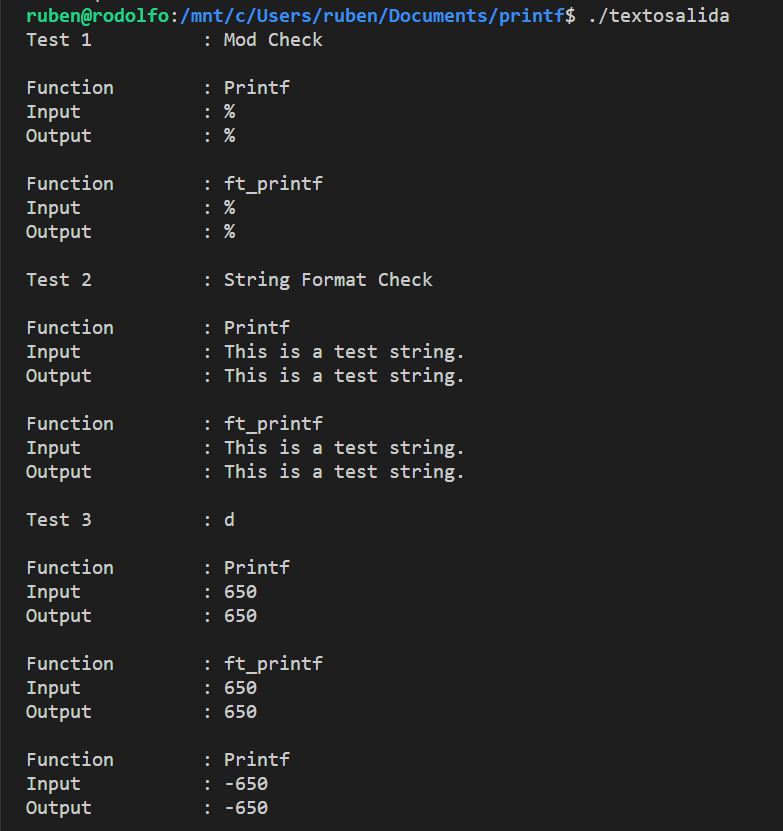 ruben@rodolfo:/mnt/c/Users/ruben/Documents/printf$ ./textosalida
Test 1 : Mod Check
Function : Printf
Input : %
Output : %
Function : ft_printf
Input : %
Output : %
Test 2 : String Format Check
Function : Printf
Input : This is a test string.
Output : This is a test string.
Function : ft_printf
Input : This is a test string.
Output : This is a test string.
Test 3 : d
Function : Printf
Input : 650
Output : 650
Function : ft_printf
Input : 650
Output : 650
Function : Printf
Input : -650
Output : -650